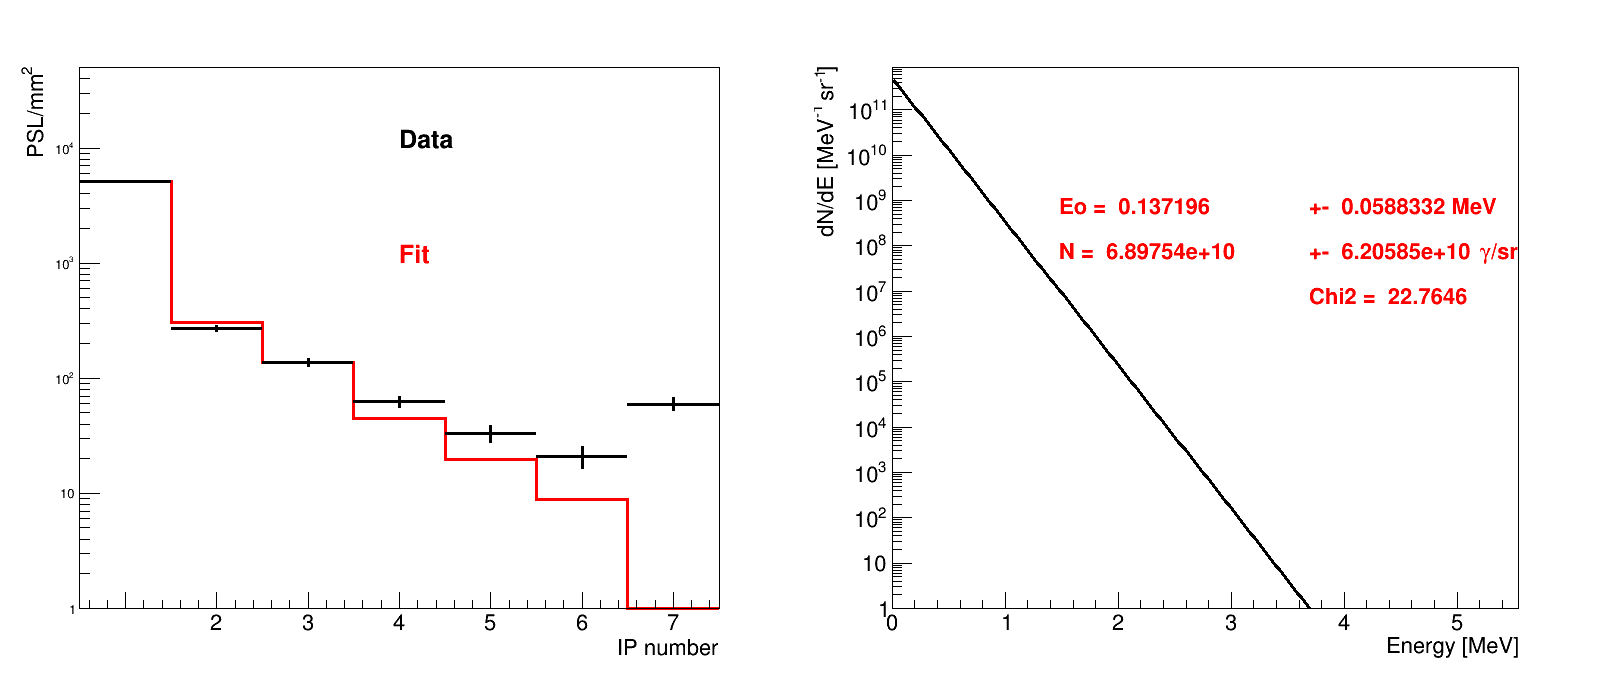 PSL/mm²
10⁴
10³
10²
10
1
Data
Fit
2 3 4 5 6 7
IP number
dN/dE [MeV⁻¹ sr⁻¹]
10¹¹
10¹⁰
10⁹
10⁸
10⁷
10⁶
10⁵
10⁴
10³
10²
10
1
Eo = 0.137196 +- 0.0588332 MeV
N = 6.89754e+10 +- 6.20585e+10 γ/sr
Chi2 = 22.7646
0 1 2 3 4 5
Energy [MeV]